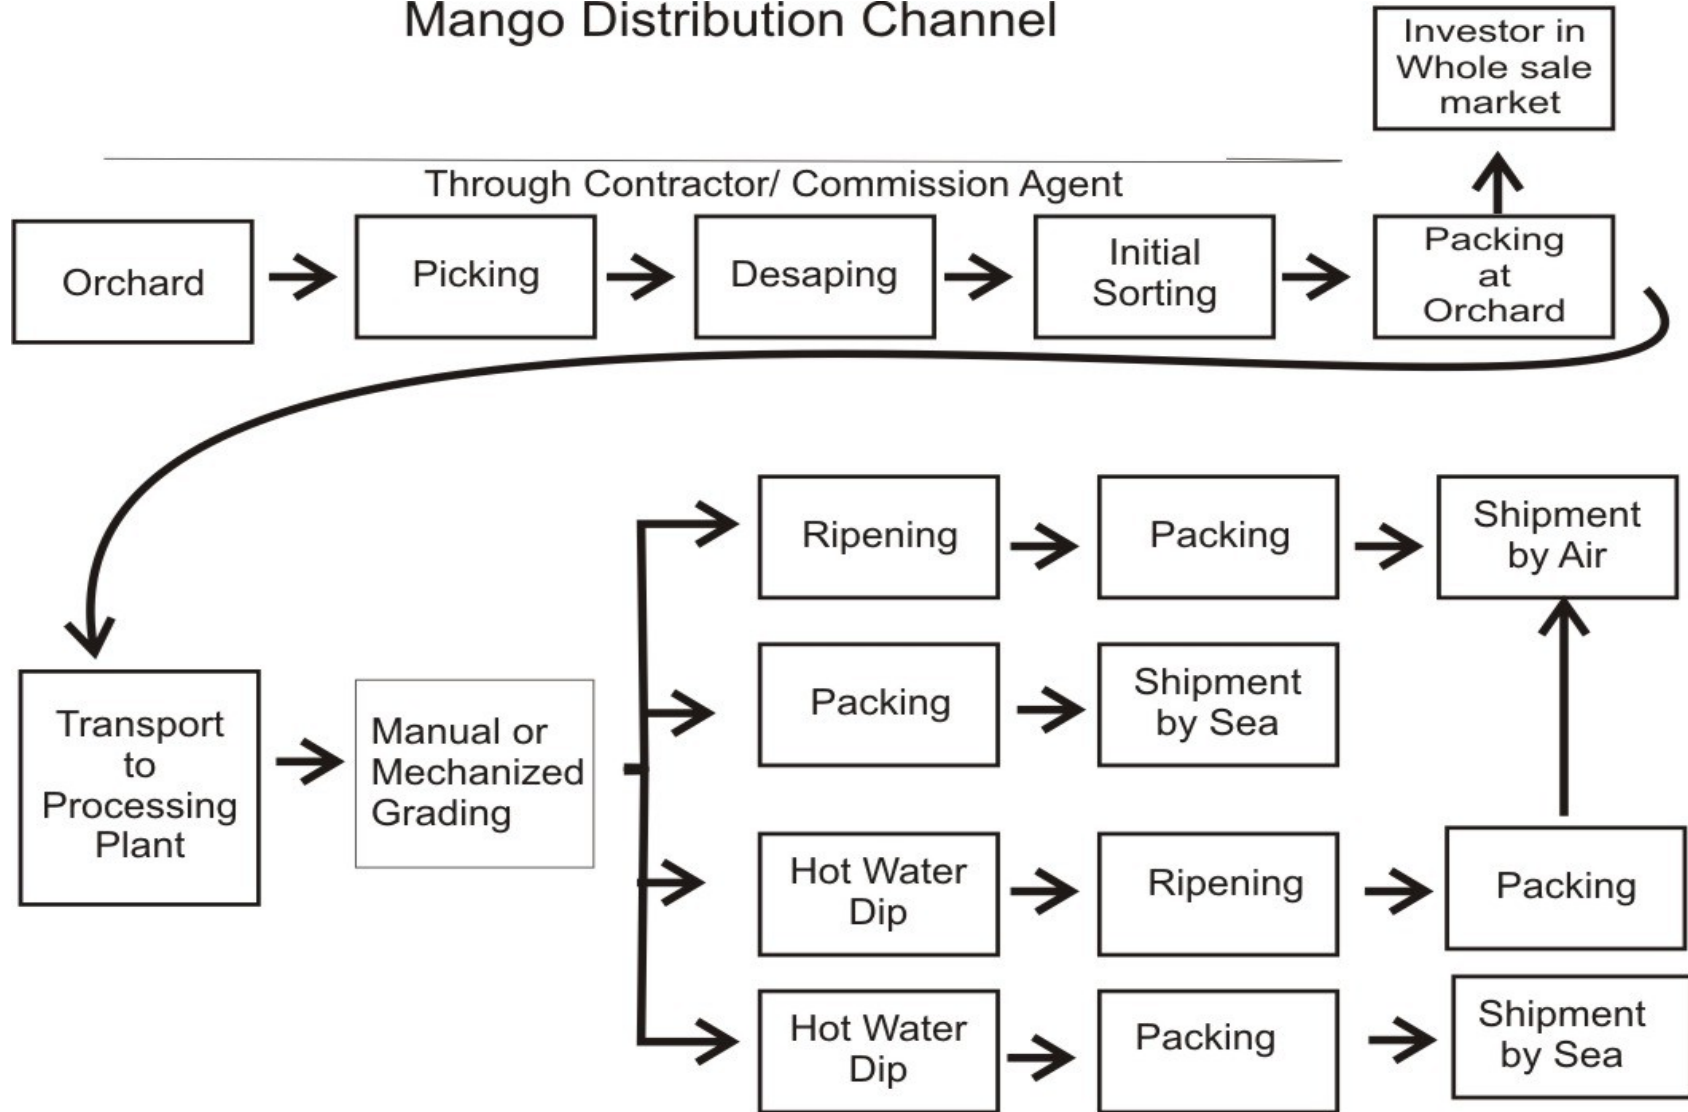 Mango Distribution Channel
Investor in
Whole sale
market
Through Contractor/ Commission Agent
Orchard
Picking
Desaping
Initial
Sorting
Packing
at
Orchard
Transport
to
Processing
Plant
Manual or
Mechanized
Grading
Ripening
Packing
Shipment
by Air
Packing
Shipment
by Sea
Hot Water
Dip
Ripening
Packing
Hot Water
Dip
Packing
Shipment
by Sea